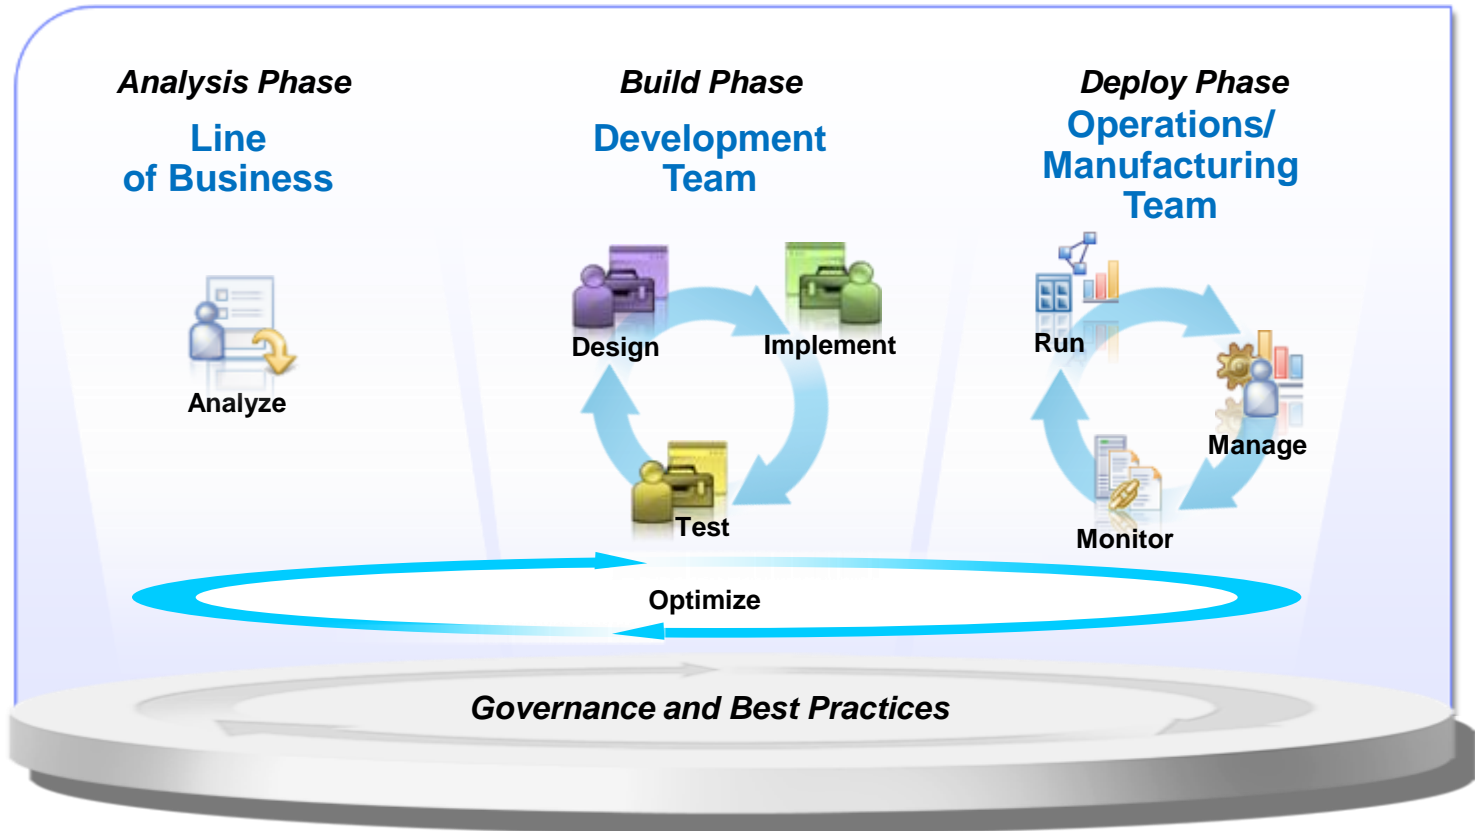 Analysis Phase
Line
of Business
Analyze
Build Phase
Development
Team
Design
Implement
Test
Deploy Phase
Operations/
Manufacturing
Team
Run
Manage
Monitor
Optimize
Governance and Best Practices